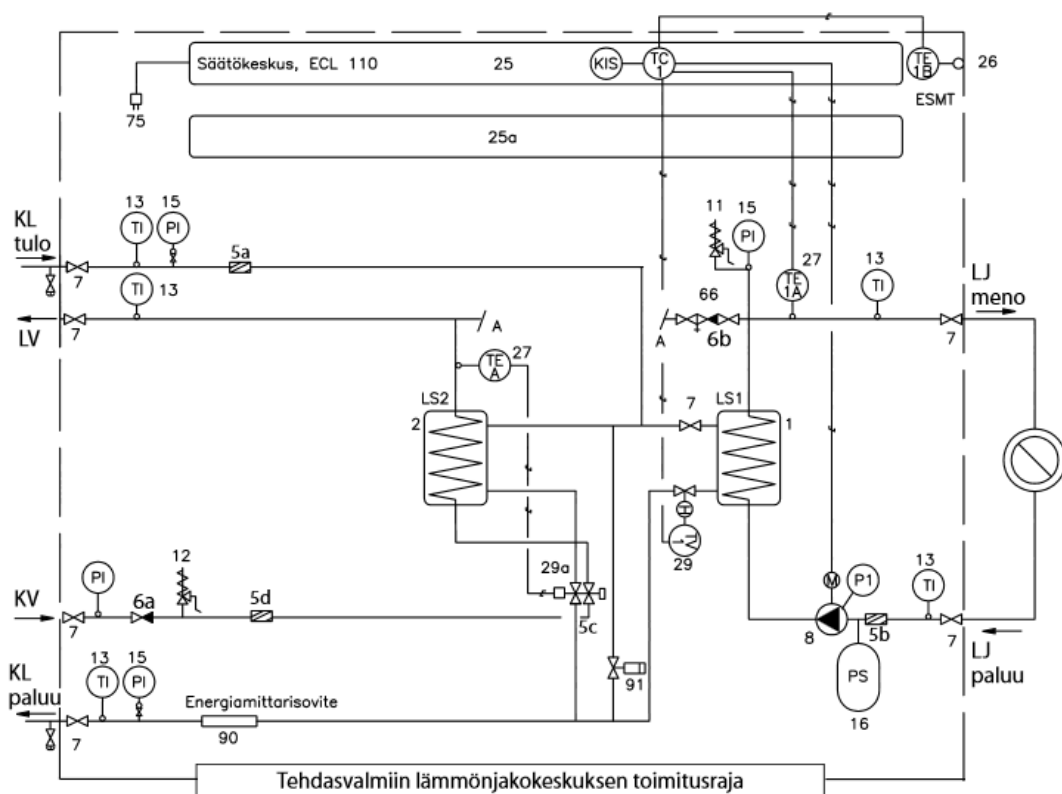 Säätökeskus, ECL 110
25
KIS
TC
1
TE
1B
26
ESMT
75
25a
KL
tulo
13
TI
15
PI
5a
11
15
PI
7
TI
13
LV
7
A
27
TE
A
A
66
6b
TE
1A
27
13
TI
LJ
meno
7
LS2
2
7
LS1
1
TV
1
29
29a
5c
12
PI
6a
5d
KV
7
M
P1
8
13
TI
5b
7
LJ
paluu
PS
16
91
KL
paluu
13
TI
15
PI
7
Energiamittarisovite
90
Tehdasvalmiin lämmönjakokeskuksen toimitusraja